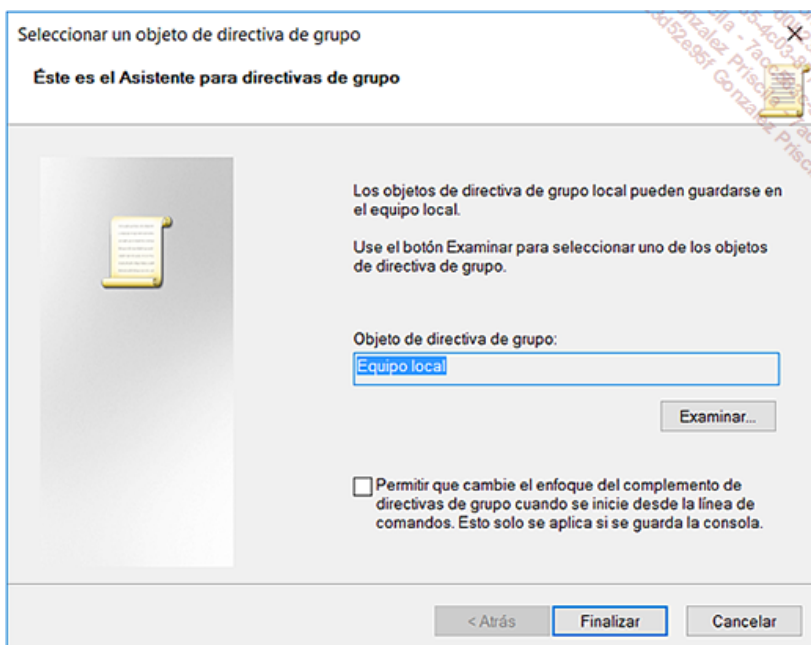 Seleccionar un objeto de directiva de grupo
Éste es el Asistente para directivas de grupo
Los objetos de directiva de grupo local pueden guardarse en
el equipo local.
Use el botón Examinar para seleccionar uno de los objetos
de directiva de grupo.
Objeto de directiva de grupo:
Equipo local
Examinar...
Permitir que cambie el enfoque del complemento de
directivas de grupo cuando se inicie desde la línea de
comandos. Esto solo se aplica si se guarda la consola.
< Atrás
Finalizar
Cancelar